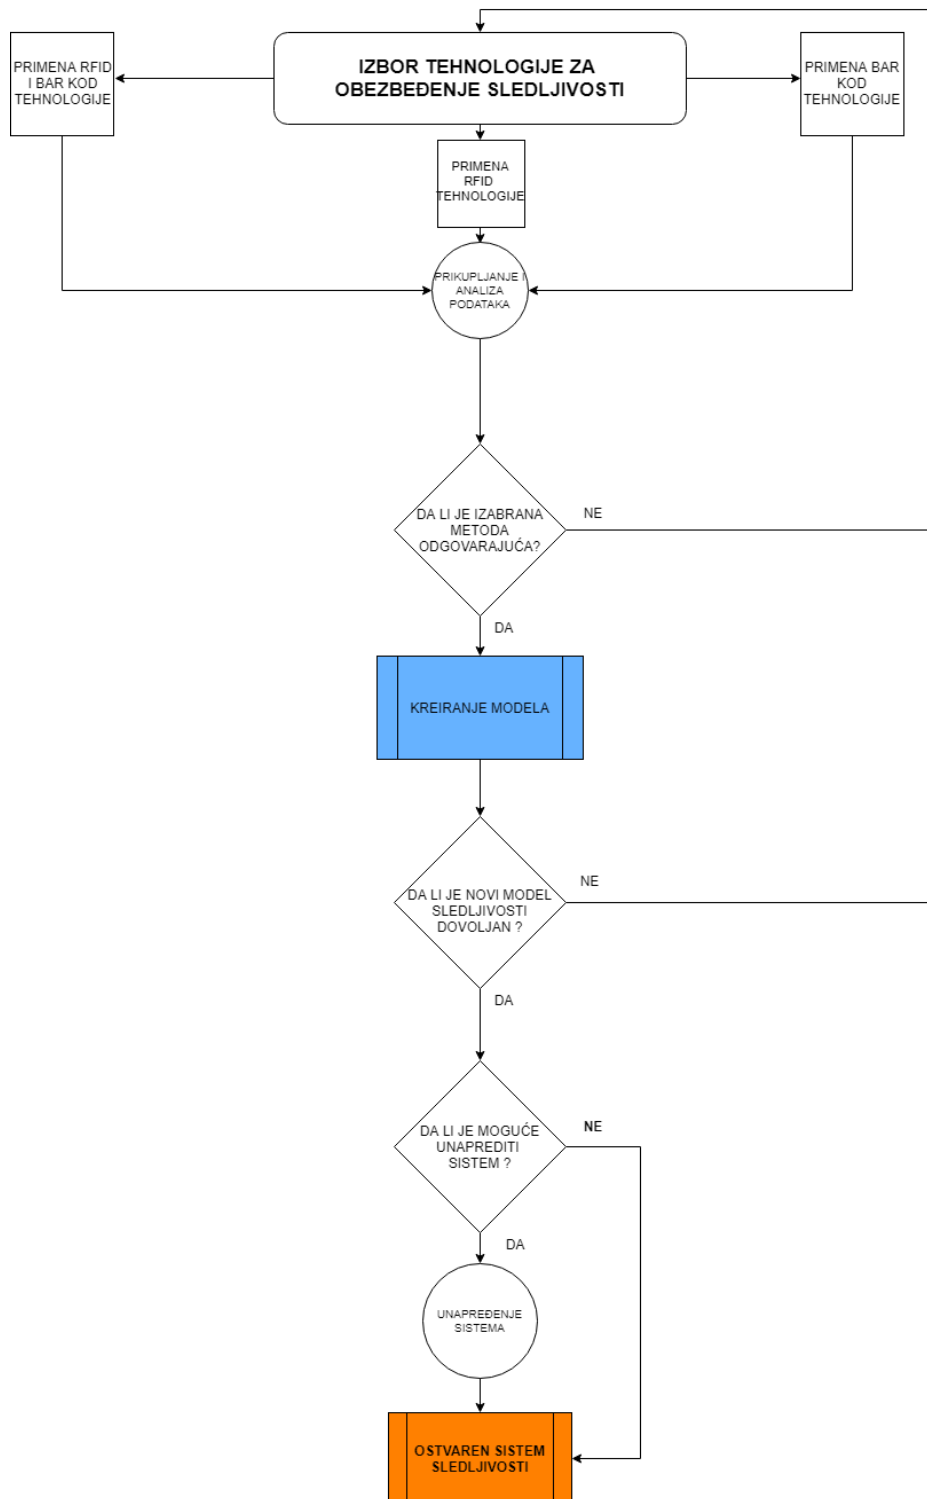 IZBOR TEHNOLOGIJE ZA
OBEZBEĐENJE SLEDLJIVOSTI
PRIMENA RFID
I BAR KOD
TEHNOLOGIJE
PRIMENA BAR
KOD
TEHNOLOGIJE
PRIMENA
RFID
TEHNOLOGIJE
PRIKUPLJANJE I
ANALIZA
PODATAKA
DA LI JE IZABRANA
METODA
ODGOVARAJUĆA?
NE
DA
KREIRANJE MODELA
DA LI JE NOVI MODEL
SLEDLJIVOSTI
DOVOLJAN ?
NE
DA
DA LI JE MOGUĆE
UNAPREDITI
SISTEM ?
NE
DA
UNAPREĐENJE
SISTEMA
OSTVAREN SISTEM
SLEDLJIVOSTI